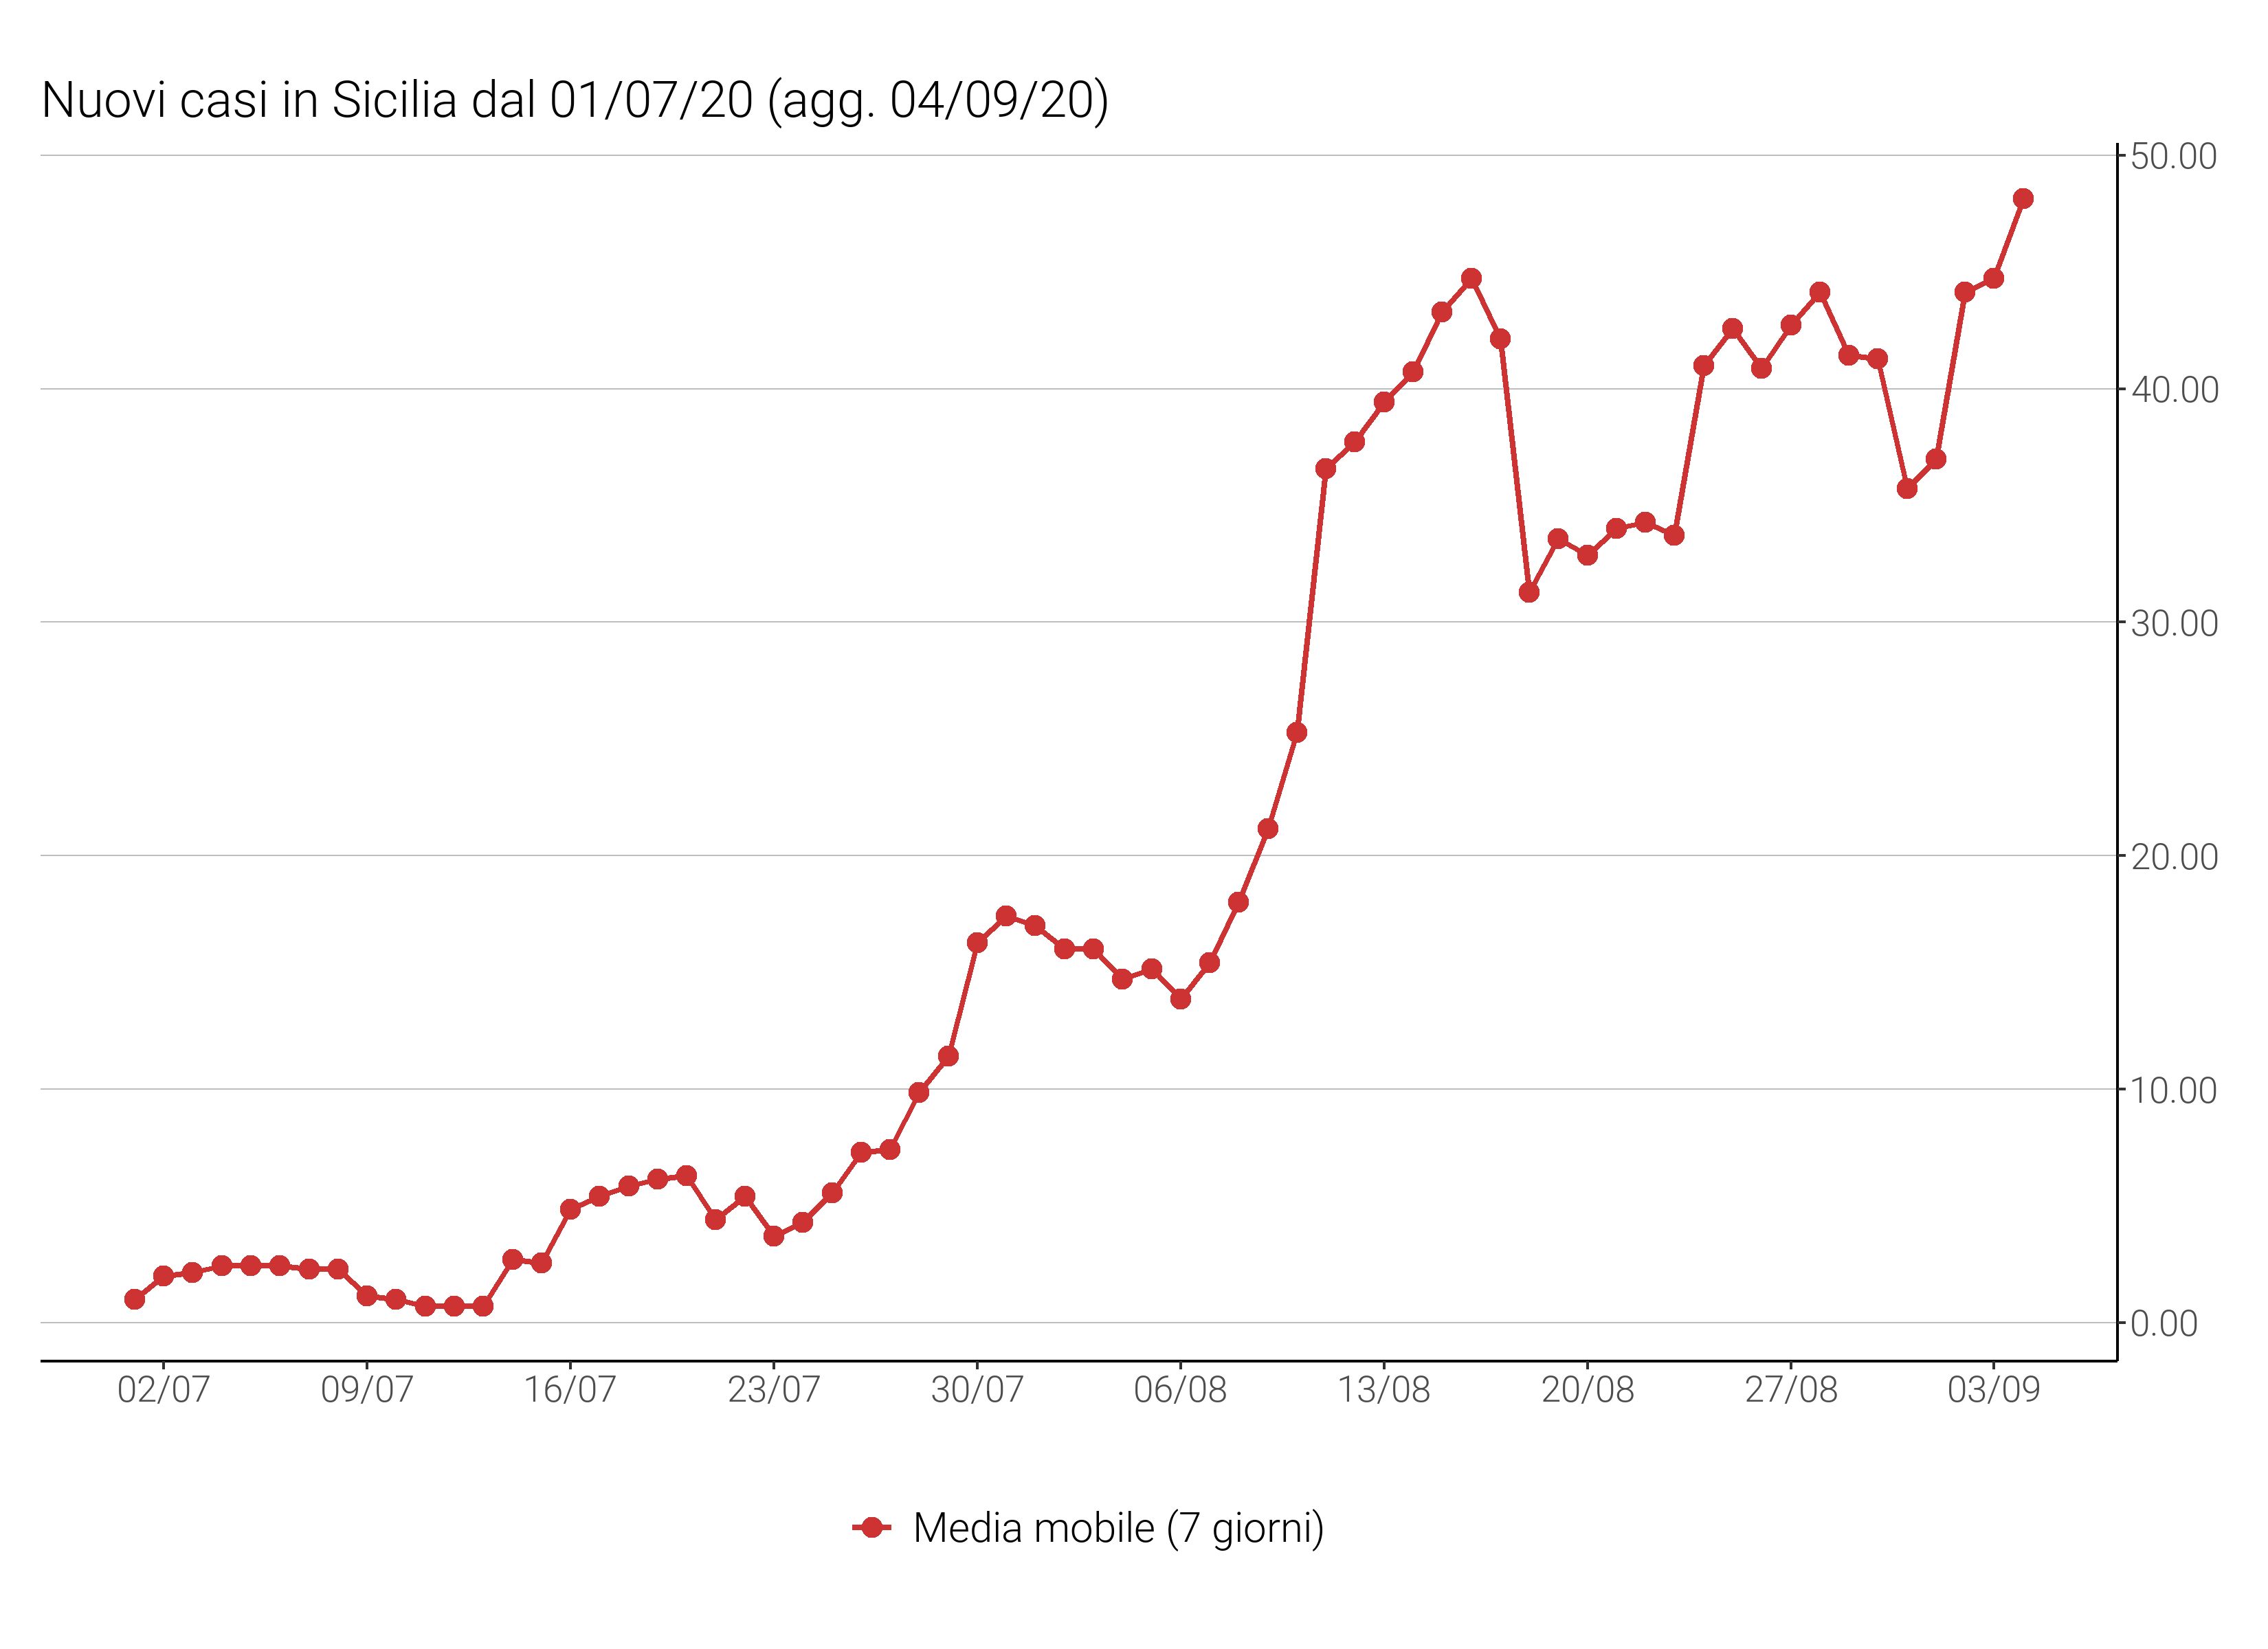 Nuovi casi in Sicilia dal 01/07/20 (agg. 04/09/20)
50.00
40.00
30.00
20.00
10.00
0.00
02/07 09/07 16/07 23/07 30/07 06/08 13/08 20/08 27/08 03/09
Media mobile (7 giorni)